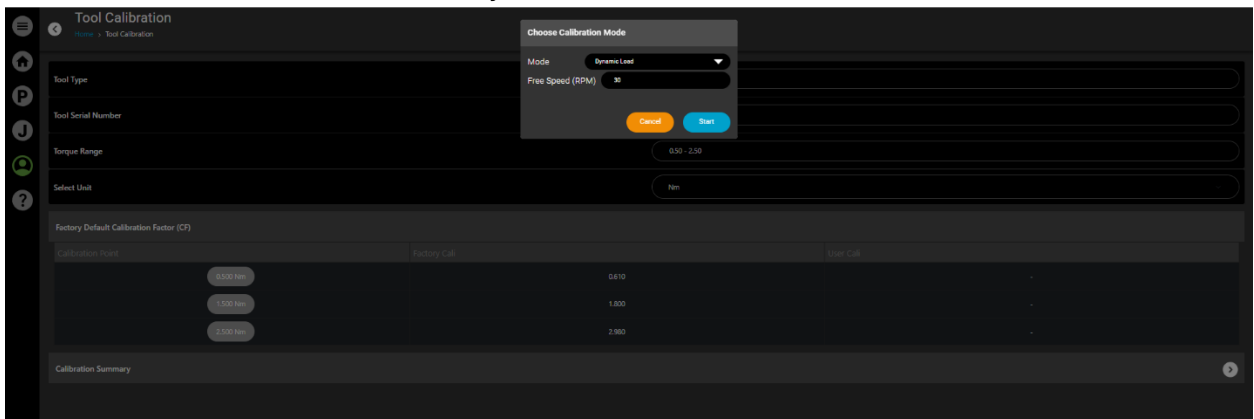 Tool Calibration
Home > Tool Calibration
Choose Calibration Mode
Mode Dynamic Load
Free Speed (RPM) 30
Cancel Start
Tool Type
Tool Serial Number
Torque Range 0.50 - 2.50
Select Unit Nm
Factory Default Calibration Factor (CF)
Calibration Point Factory Cali User Cali
0.500 Nm 0.610 -
1.500 Nm 1.800 -
2.500 Nm 2.980 -
Calibration Summary
P
J
?